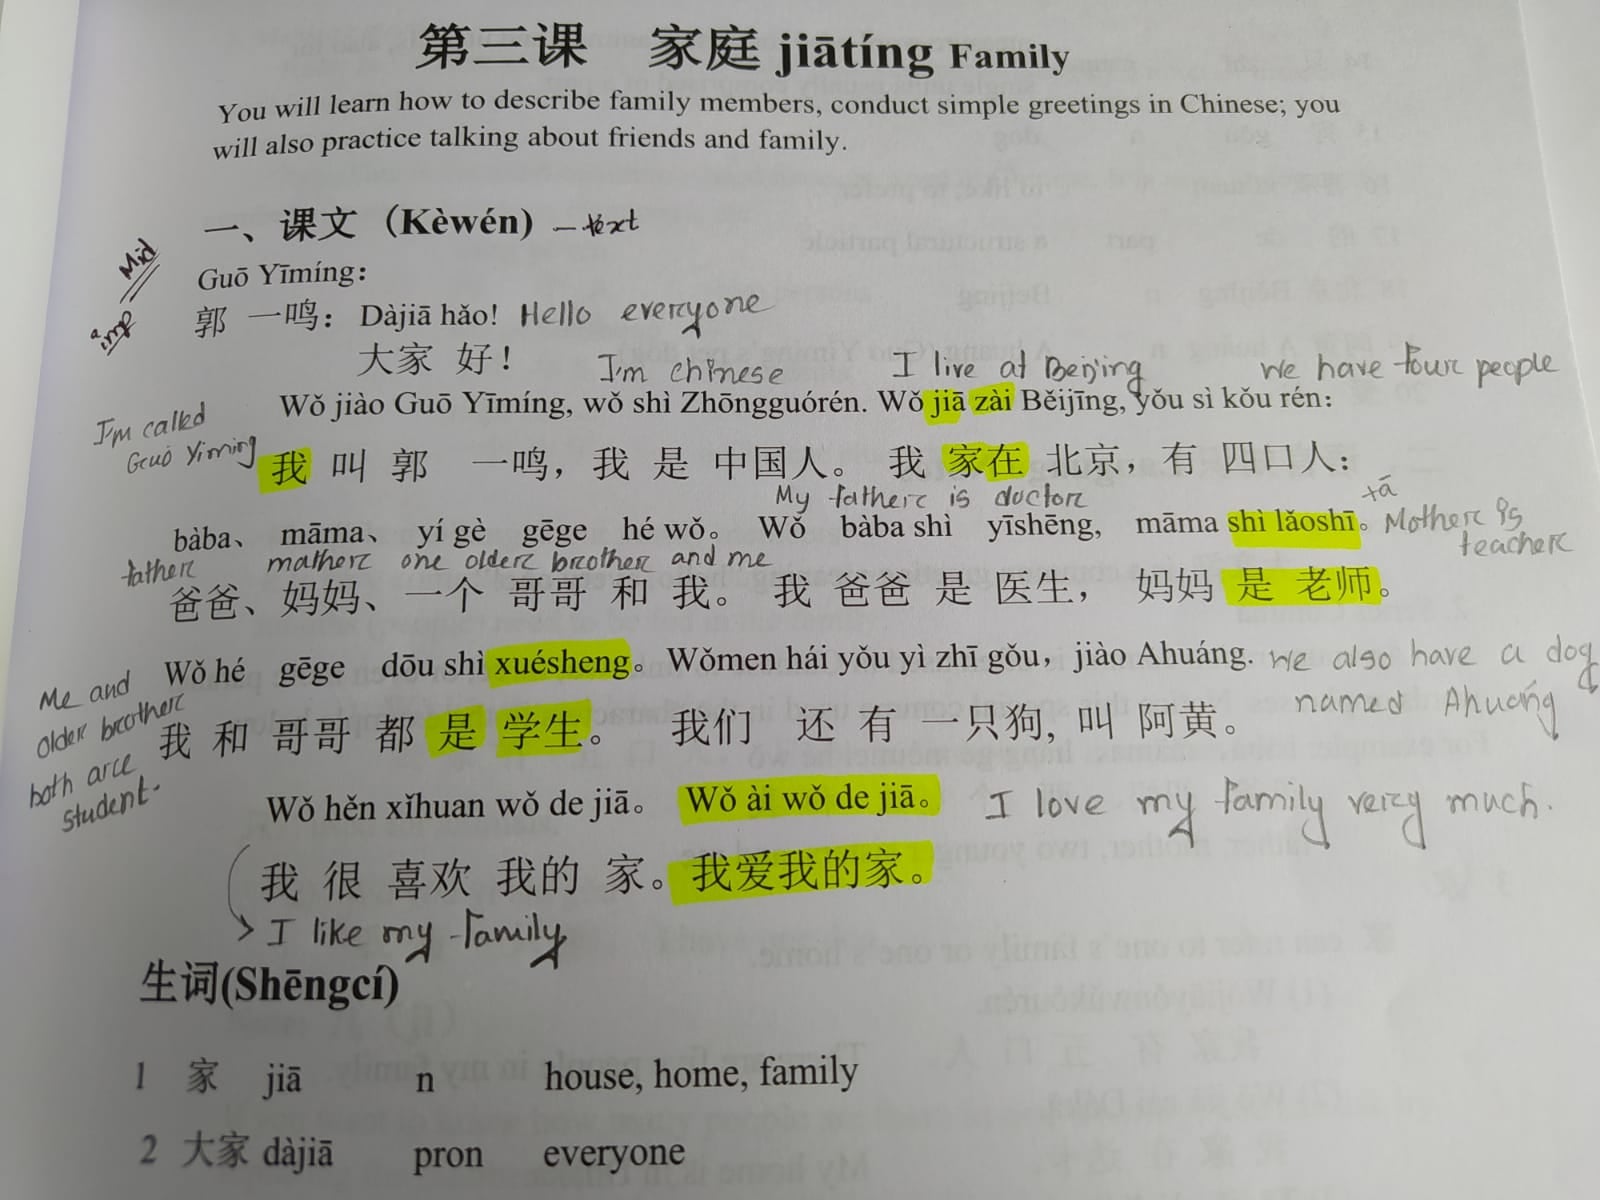 第三课 家庭 jiātíng Family
You will learn how to describe family members, conduct simple greetings in Chinese; you
will also practice talking about friends and family.
一、课文（Kèwén) – text
Mid
imp
Guō Yīmíng：
郭 一鸣： Dàjiā hǎo! Hello everyone
大家 好！
I'm chinese I live at Beijing We have four people
Wǒ jiào Guō Yīmíng, wǒ shì Zhōngguórén. Wǒ jiā zài Běijīng, yǒu sì kǒu rén：
I'm called
Guō Yiming
我 叫 郭 一鸣，我 是 中国人。 我 家在 北京，有 四口人：
My father is doctor tā
bàba、 māma、 yí gè gēge hé wǒ。 Wǒ bàba shì yīshēng, māma shì lǎoshī。 Mother is
teacher
father mother one older brother and me
爸爸、妈妈、一个 哥哥 和 我。 我 爸爸 是 医生， 妈妈 是 老师。
Wǒ hé gēge dōu shì xuésheng。 Wǒmen hái yǒu yì zhī gǒu，jiào Ahuáng. We also have a dog
named Ahuáng
Me and
older brother
both are
student.
我 和 哥哥 都 是 学生。 我们 还 有 一只狗, 叫 阿黄。
Wǒ hěn xǐhuan wǒ de jiā。 Wǒ ài wǒ de jiā。 I love my family very much.
我 很 喜欢 我的 家。我爱我的家。
I like my family
生词(Shēngcí)
1 家 jiā n house, home, family
2 大家 dàjiā pron everyone